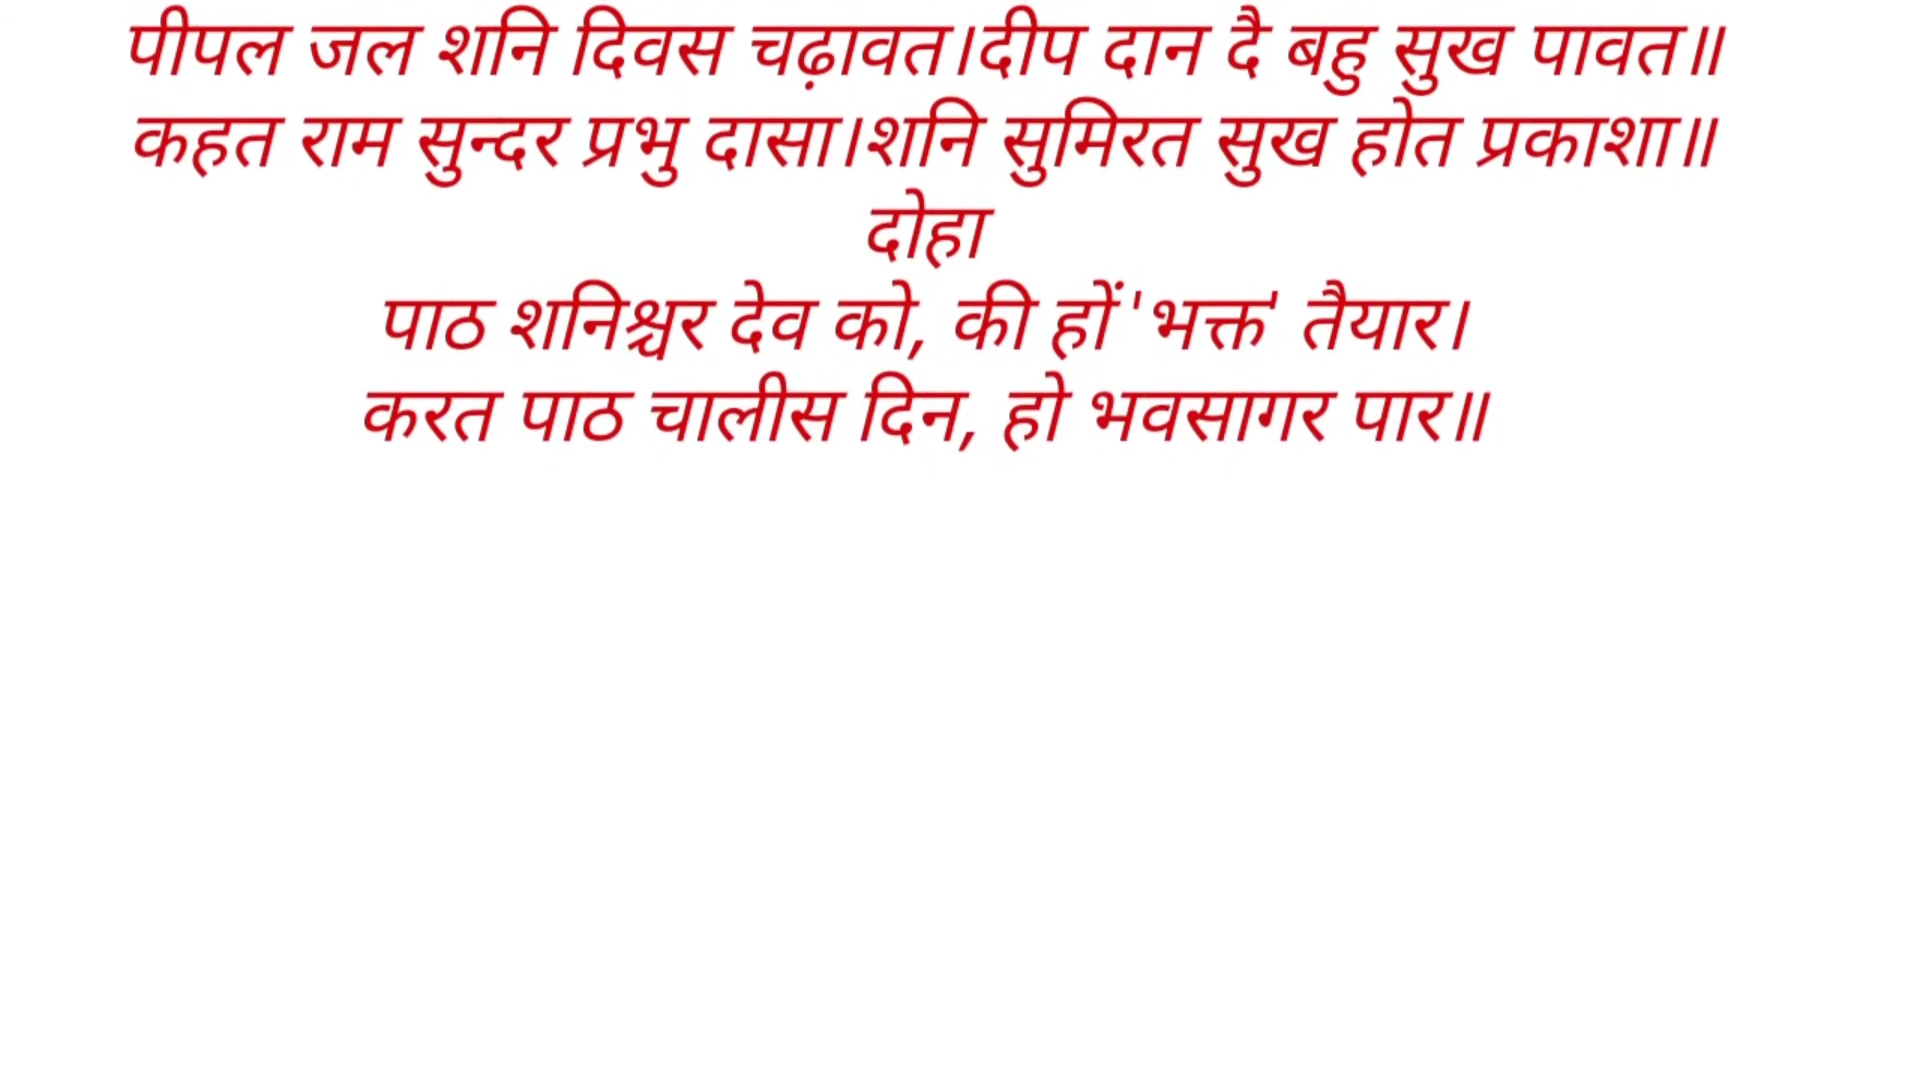 पीपल जल शनि दिवस चढ़ावत।दीप दान दै बहु सुख पावत॥
कहत राम सुन्दर प्रभु दासा।शनि सुमिरत सुख होत प्रकाशा॥
दोहा
पाठ शनिश्चर देव को, की हों 'भक्त' तैयार।
करत पाठ चालीस दिन, हो भवसागर पार॥